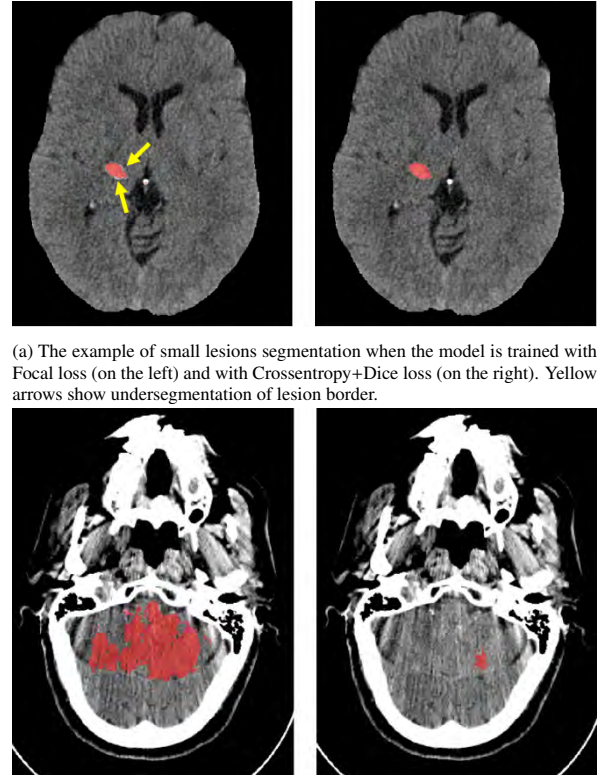 (a) The example of small lesions segmentation when the model is trained with
Focal loss (on the left) and with Crossentropy+Dice loss (on the right). Yellow
arrows show undersegmentation of lesion border.